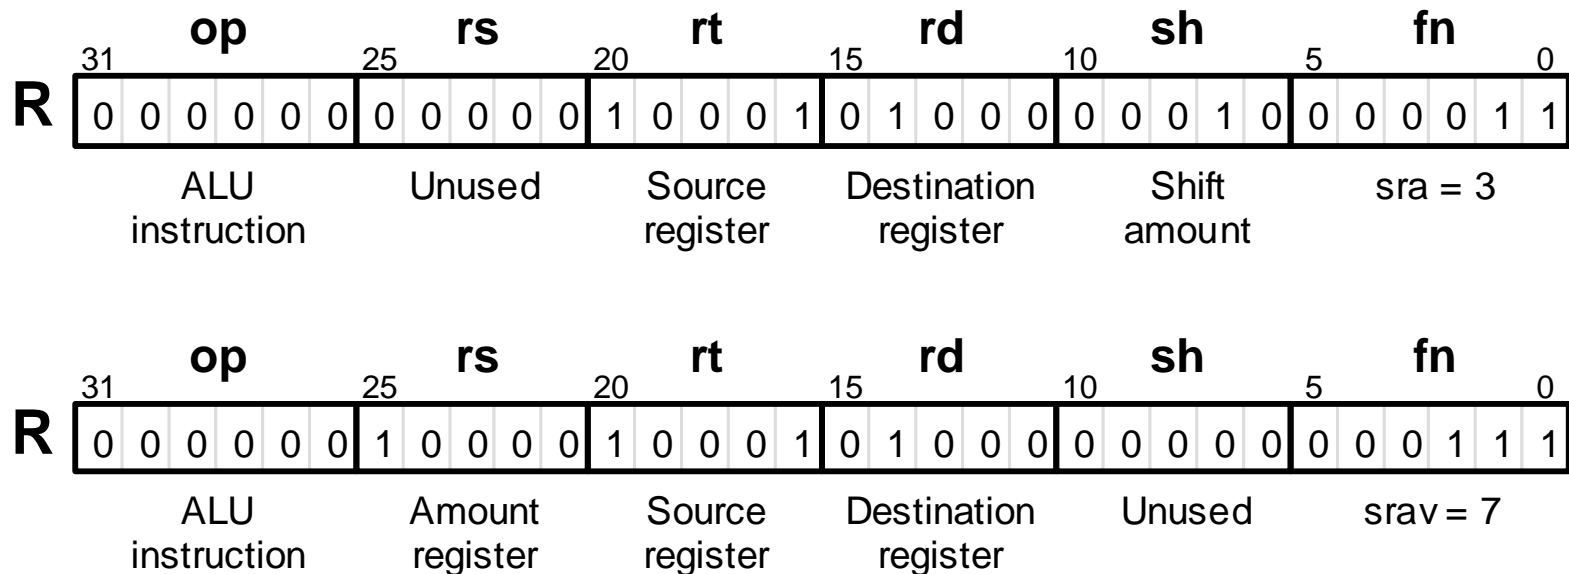 op rs rt rd sh fn
31 25 20 15 10 5 0
R 0 0 0 0 0 0 0 0 0 0 0 1 0 0 0 1 0 1 0 0 0 0 0 0 1 0 0 0 0 0 1 1
ALU Unused Source Destination Shift sra = 3
instruction register register amount
op rs rt rd sh fn
31 25 20 15 10 5 0
R 0 0 0 0 0 0 1 0 0 0 0 1 0 0 0 1 0 1 0 0 0 0 0 0 0 0 0 0 0 1 1 1
ALU Amount Source Destination Unused srav = 7
instruction register register register